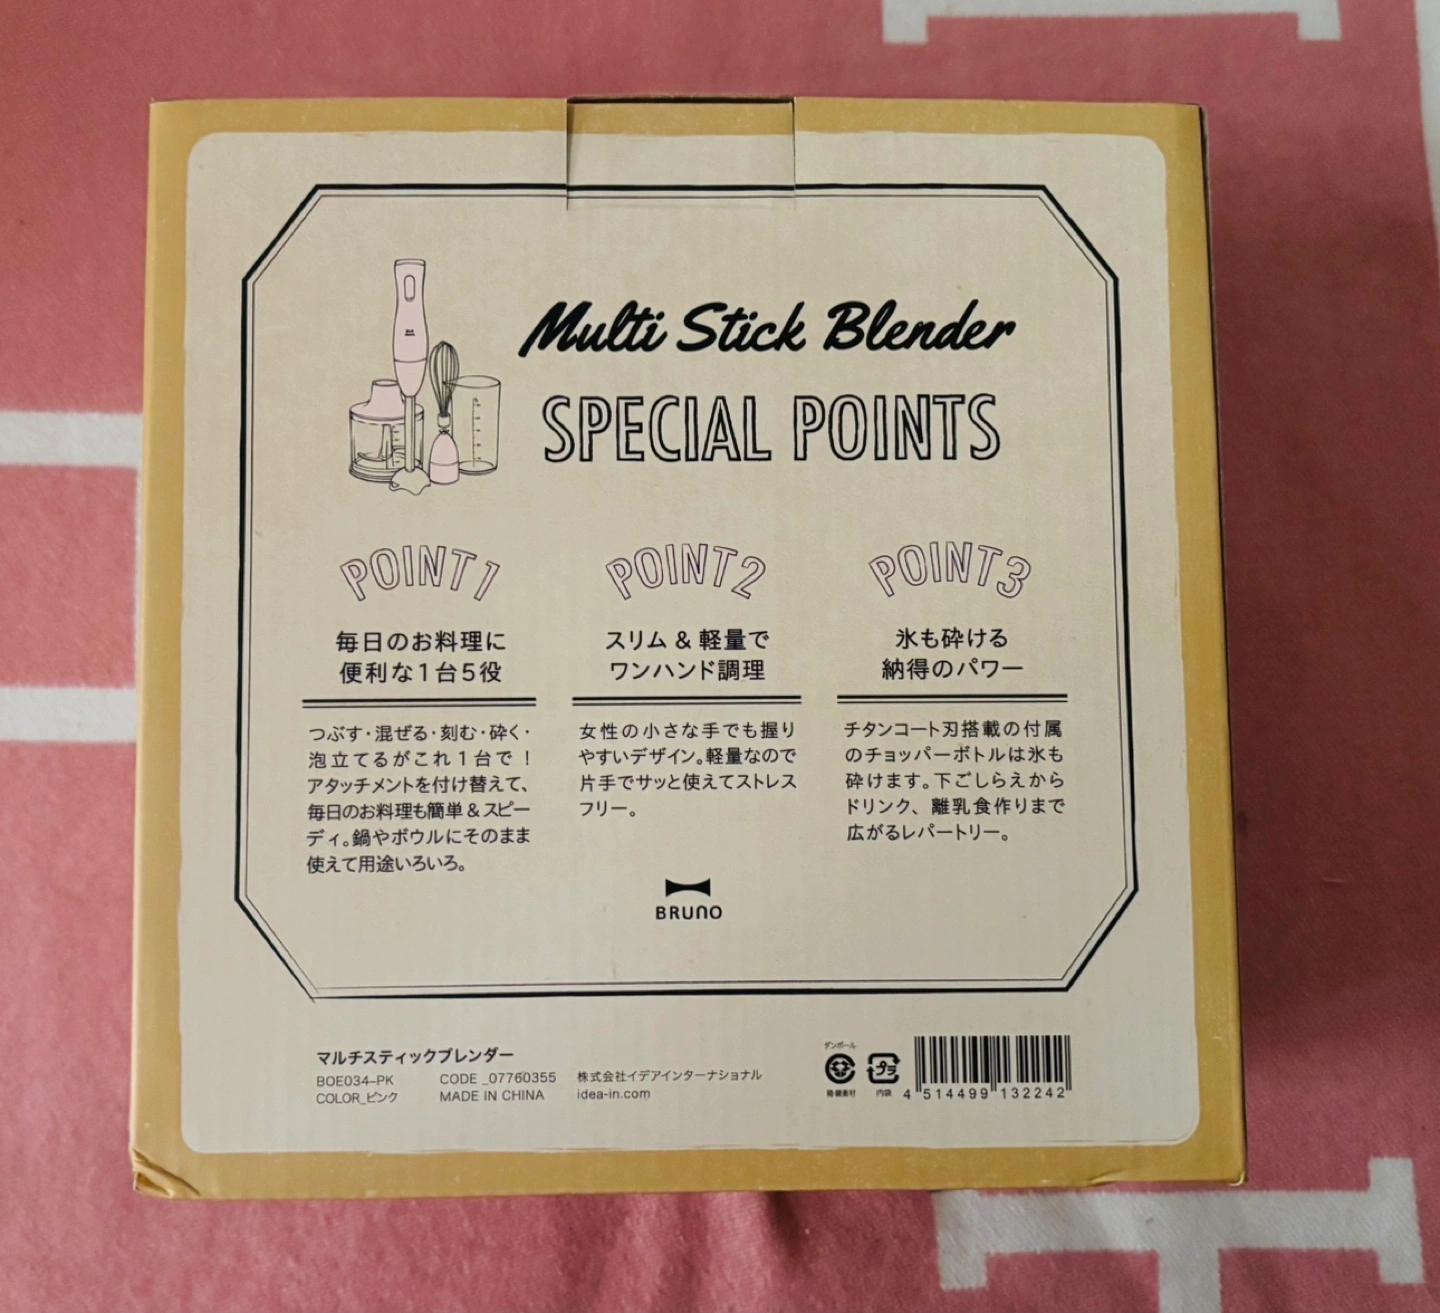 Multi Stick Blender
SPECIAL POINTS
POINT 1
毎日のお料理に
便利な1台5役
つぶす・混ぜる・刻む・砕く・
泡立てるがこれ1台で！
アタッチメントを付け替えて、
毎日のお料理も簡単&スピー
ディ。鍋やボウルにそのまま
使えて用途いろいろ。
POINT 2
スリム & 軽量で
ワンハンド調理
女性の小さな手でも握り
やすいデザイン。軽量なので
片手でサッと使えてストレス
フリー。
POINT 3
氷も砕ける
納得のパワー
チタンコート刃搭載の付属
のチョッパーボトルは氷も
砕けます。下ごしらえから
ドリンク、離乳食作りまで
広がるレパートリー。
BRUNO
マルチスティックブレンダー
BOE034-PK
COLOR_ピンク
CODE _07760355
MADE IN CHINA
株式会社イデアインターナショナル
idea-in.com
ダンボール
プラ
内袋
4 514499 132242